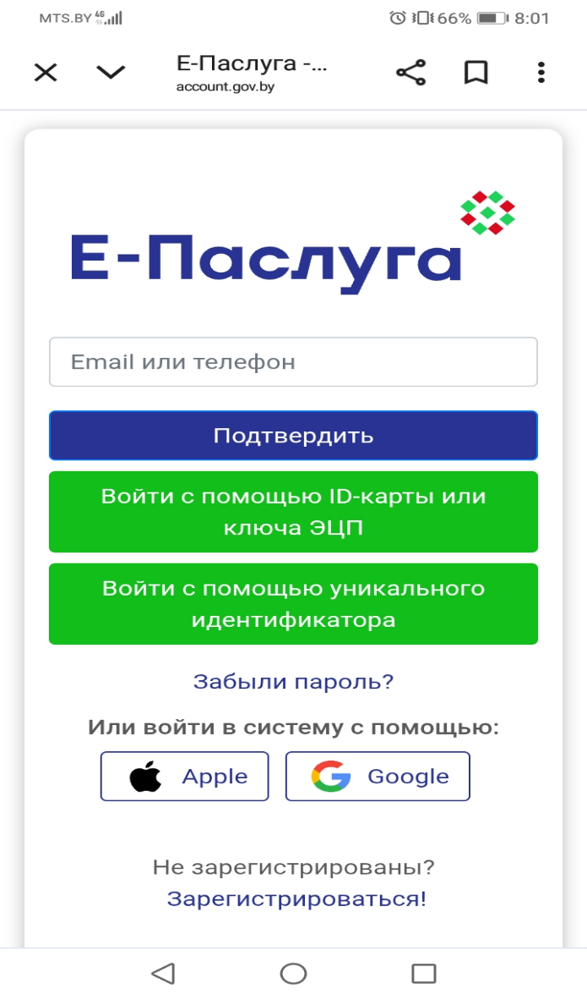 MTS.BY 4G 66% 8:01
Е-Паслуга -...
account.gov.by
Е-Паслуга
Email или телефон
Подтвердить
Войти с помощью ID-карты или
ключа ЭЦП
Войти с помощью уникального
идентификатора
Забыли пароль?
Или войти в систему с помощью:
Apple Google
Не зарегистрированы?
Зарегистрироваться!